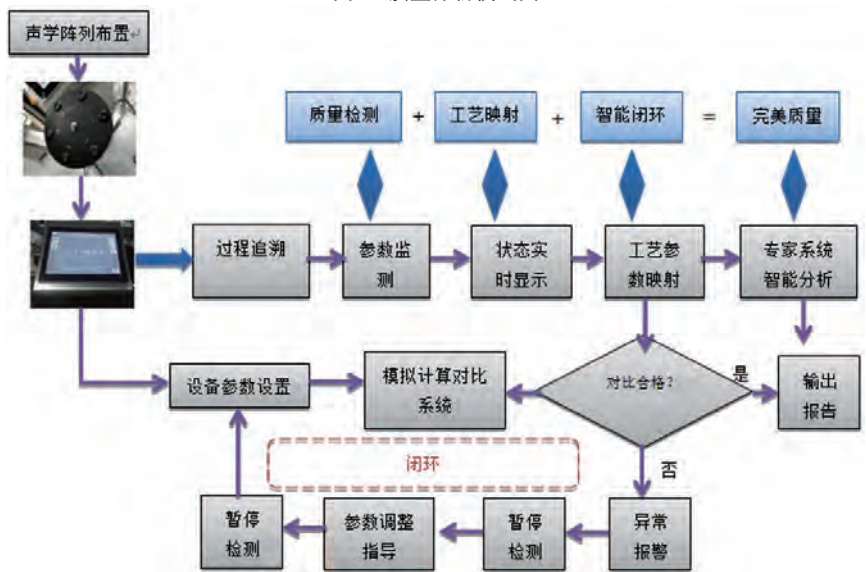 声学阵列布置
质量检测 + 工艺映射 + 智能闭环 = 完美质量
过程追溯
参数监
测
状态实
时显示
工艺参
数映射
专家系统
智能分析
设备参数设置
模拟计算对比
系统
对比合格？
是
输出
报告
闭环
否
暂停
检测
参数调整
指导
暂停
检测
异常
报警